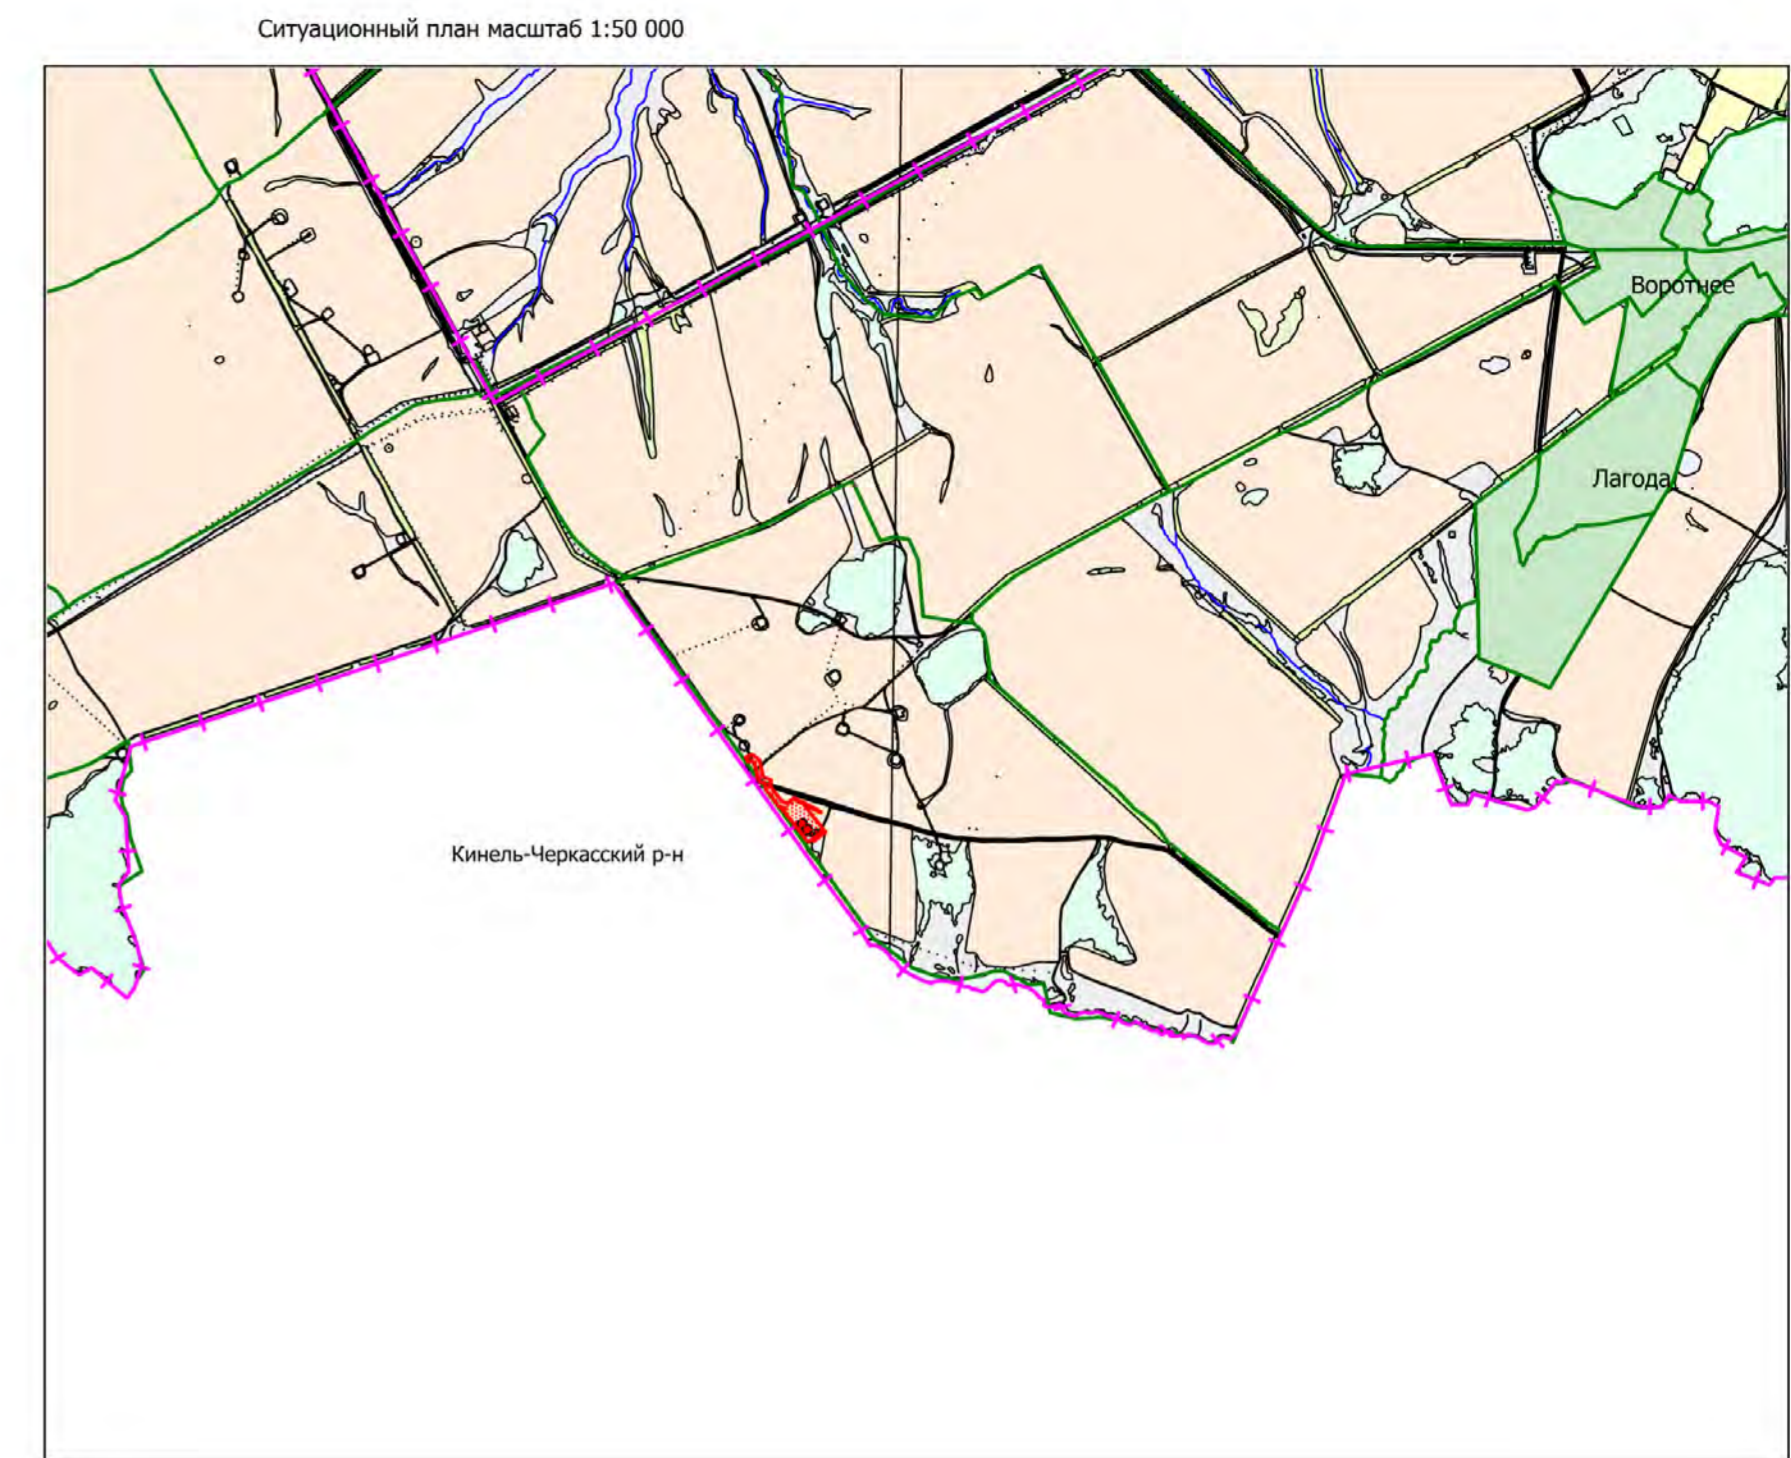 Ситуационный план масштаб 1:50 000
Воротнее
Лагода
Кинель-Черкасский р-н